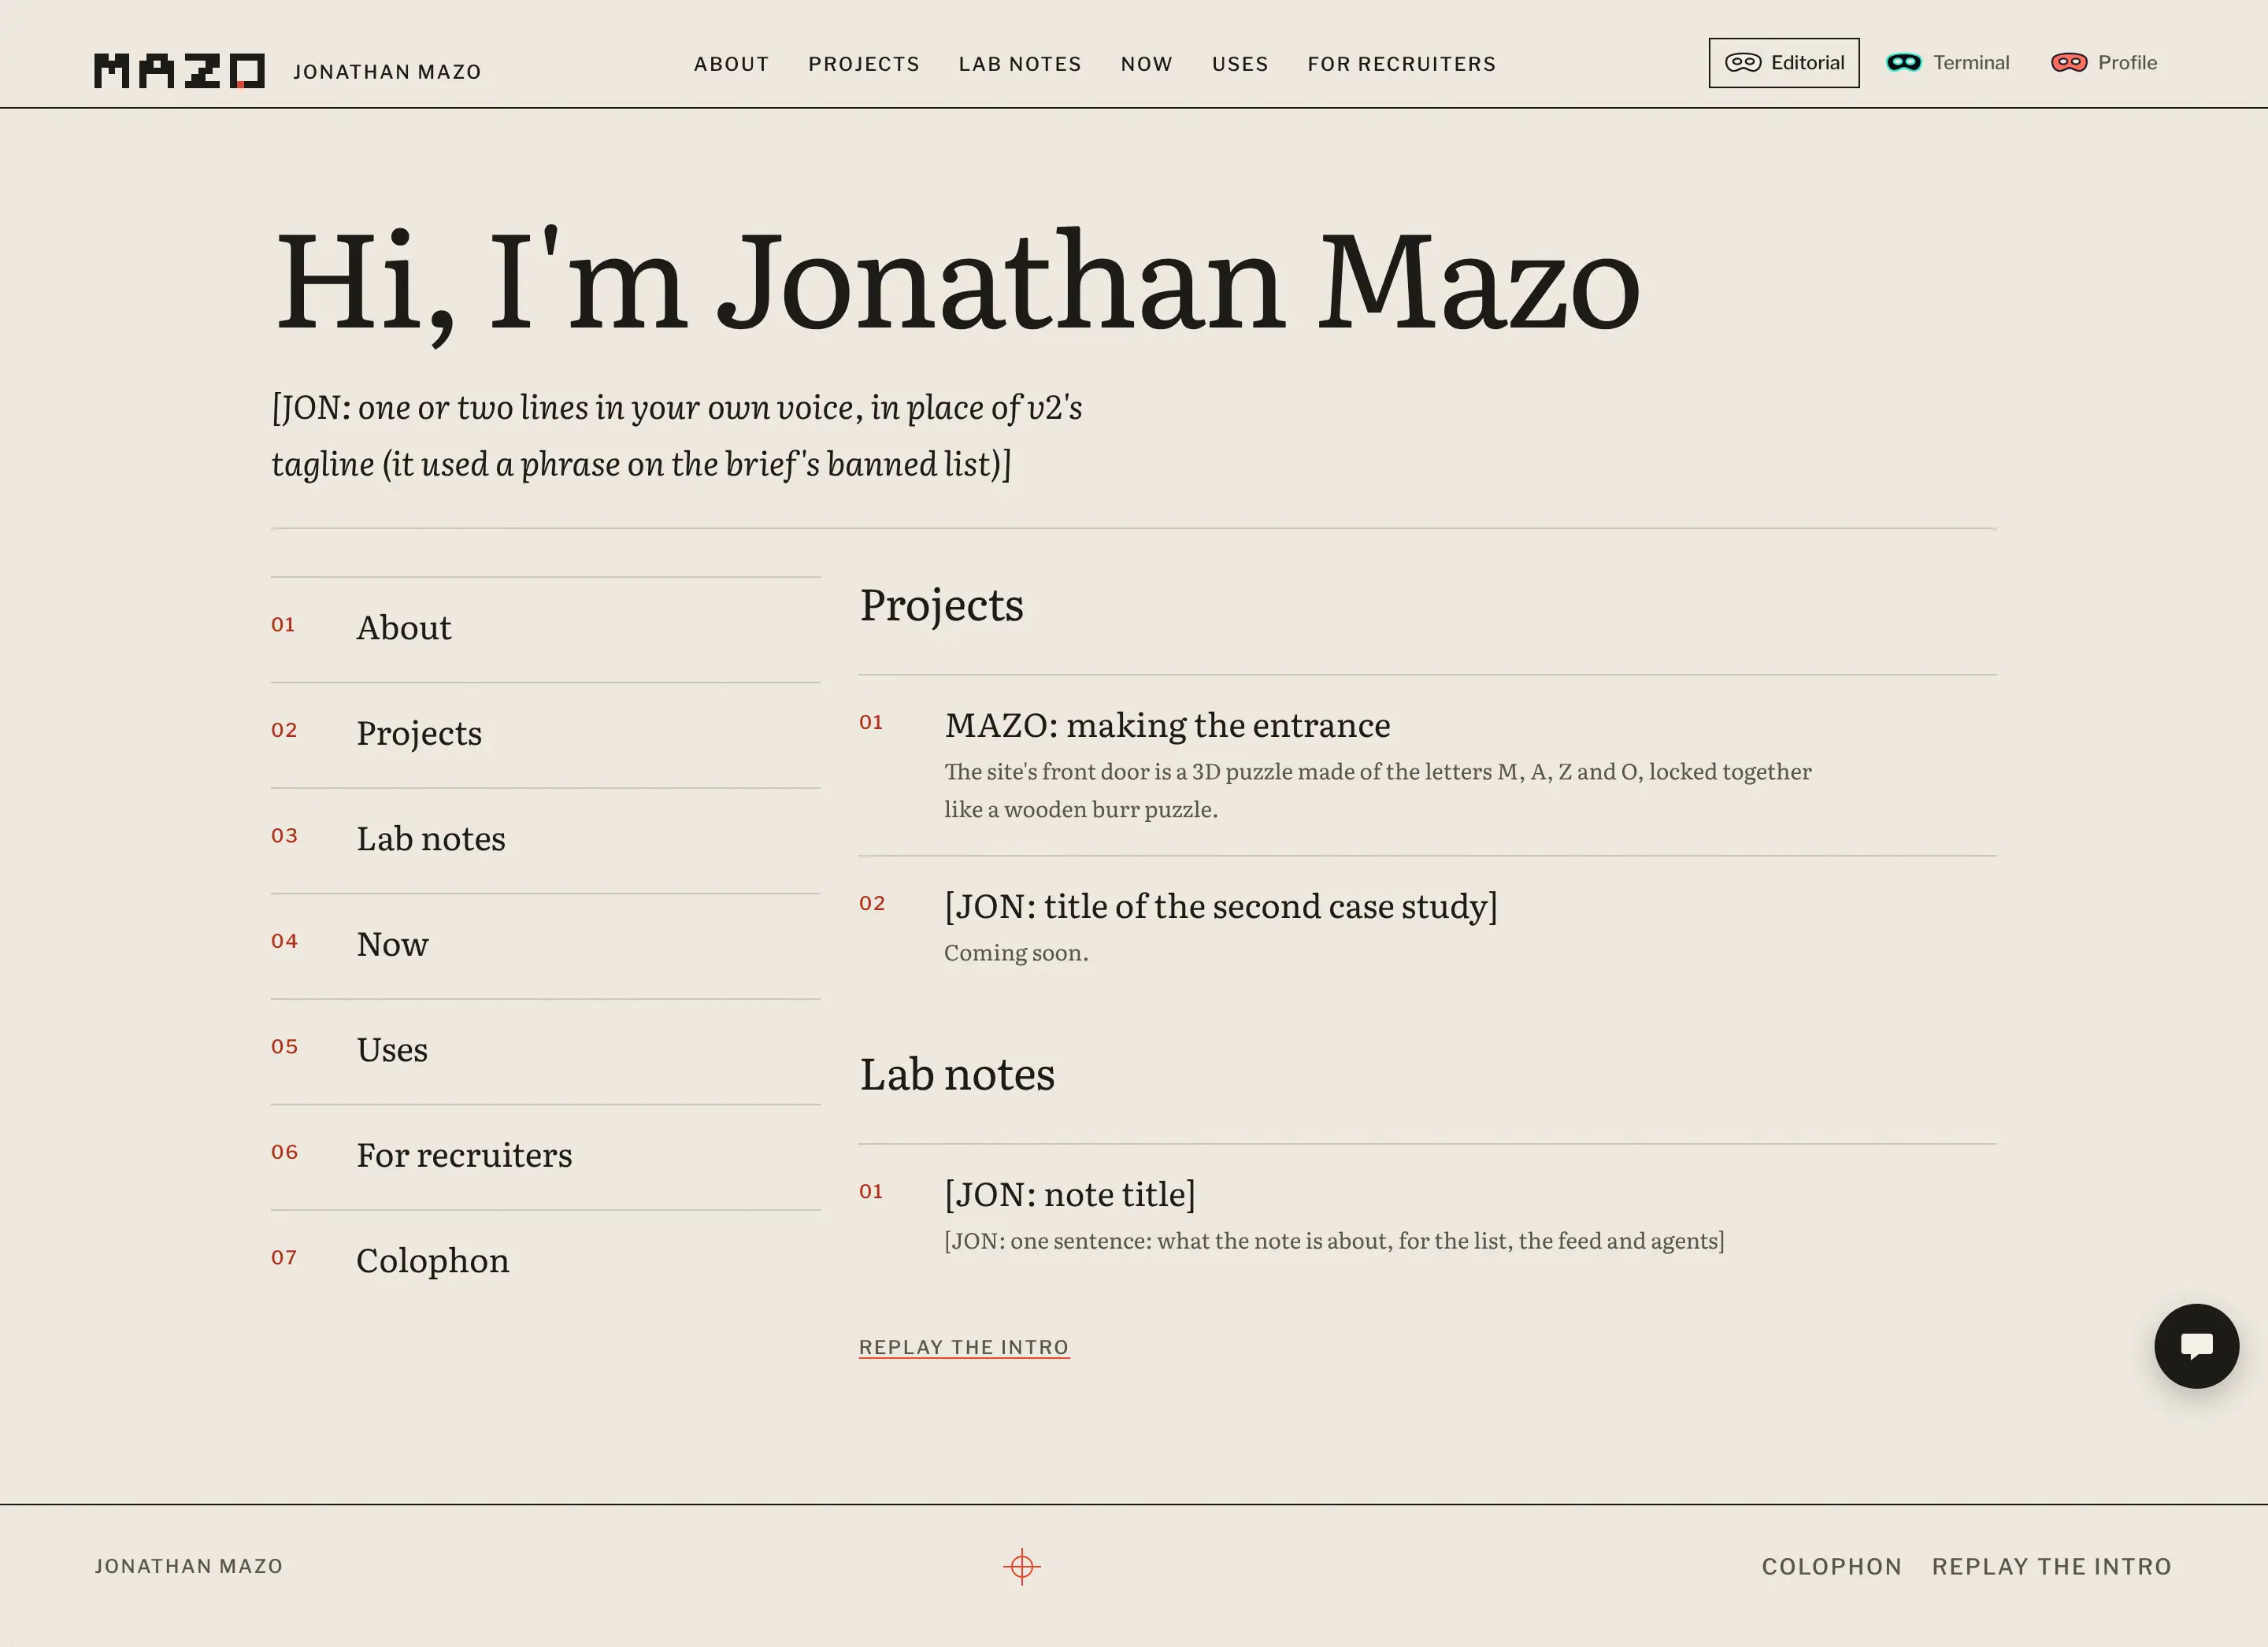 MAZO JONATHAN MAZO
ABOUT PROJECTS LAB NOTES NOW USES FOR RECRUITERS
Editorial Terminal Profile
Hi, I'm Jonathan Mazo
[JON: one or two lines in your own voice, in place of v2's
tagline (it used a phrase on the brief's banned list)]
01 About
02 Projects
03 Lab notes
04 Now
05 Uses
06 For recruiters
07 Colophon
Projects
01 MAZO: making the entrance
The site's front door is a 3D puzzle made of the letters M, A, Z and O, locked together
like a wooden burr puzzle.
02 [JON: title of the second case study]
Coming soon.
Lab notes
01 [JON: note title]
[JON: one sentence: what the note is about, for the list, the feed and agents]
REPLAY THE INTRO
JONATHAN MAZO
COLOPHON REPLAY THE INTRO